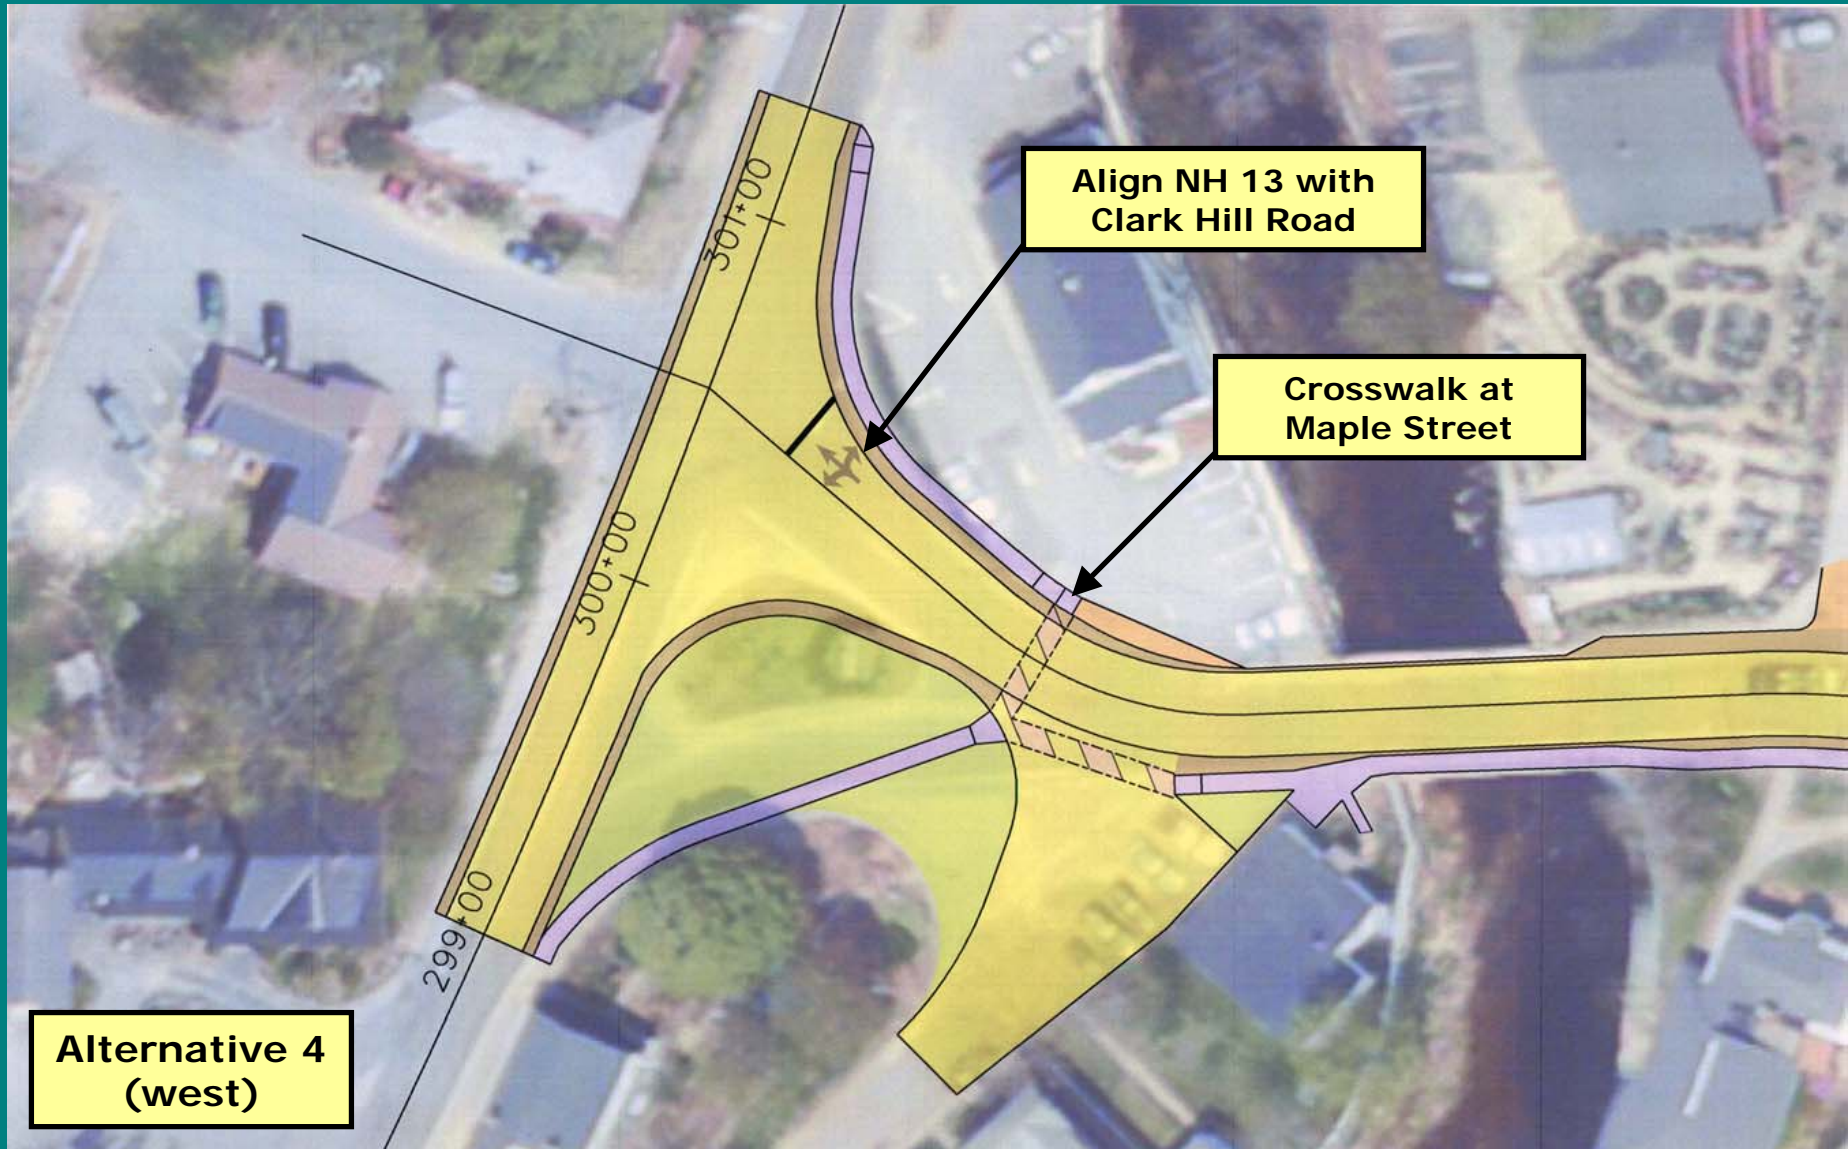 301+00
Align NH 13 with
Clark Hill Road
Crosswalk at
Maple Street
300+00
299+00
Alternative 4
(west)